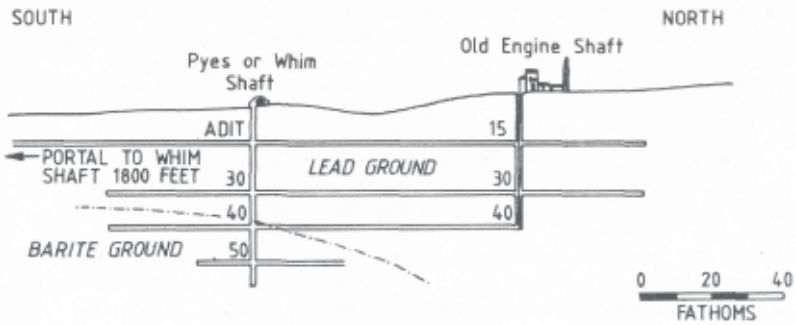 SOUTH
NORTH
Old Engine Shaft
Pyes or Whim
Shaft
ADIT
15
PORTAL TO WHIM
SHAFT 1800 FEET
30
LEAD GROUND
30
40
40
BARITE GROUND
50
0 20 40
FATHOMS